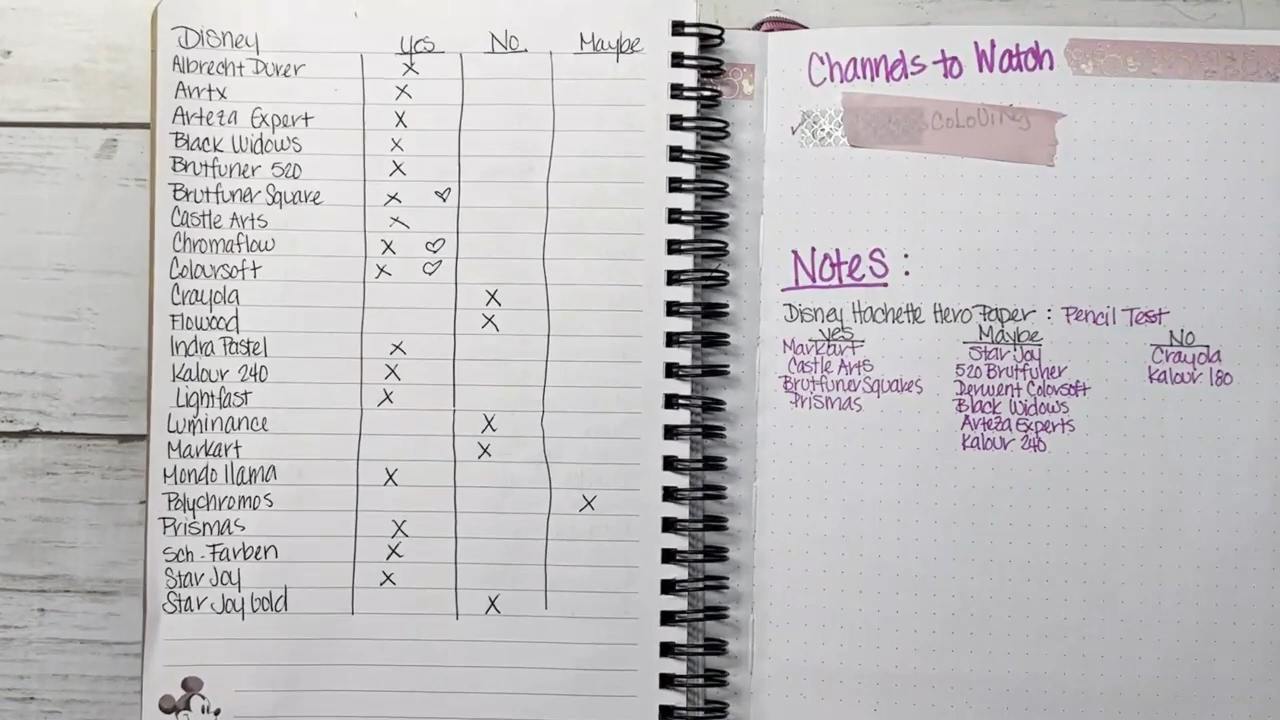 Disney Yes No Maybe
Albrecht Durer X
Arrtx X
Arteza Expert X
Black Widows X
Brutfuner 520 X
Brutfuner Square X ♡
Castle Arts X
Chromaflow X ♡
Coloursoft X ♡
Crayola X
Flowood X
Indra Pastel X
Kalour 240 X
Lightfast X
Luminance X
Markart X
Mondo llama X
Polychromos X
Prismas X
Sch-Farben X
Star Joy X
Star Joy bold X
Channels to Watch
Coloring
Notes:
Disney Hachette Hero Paper: Pencil Test
Yes Maybe No
Markart Star Joy Crayola
Castle Arts 520 Brutfuner Kalour 180
Brutfuner Squares Derwent Colorsoft
Prismas Black Widows
Arteza Experts
Kalour 240